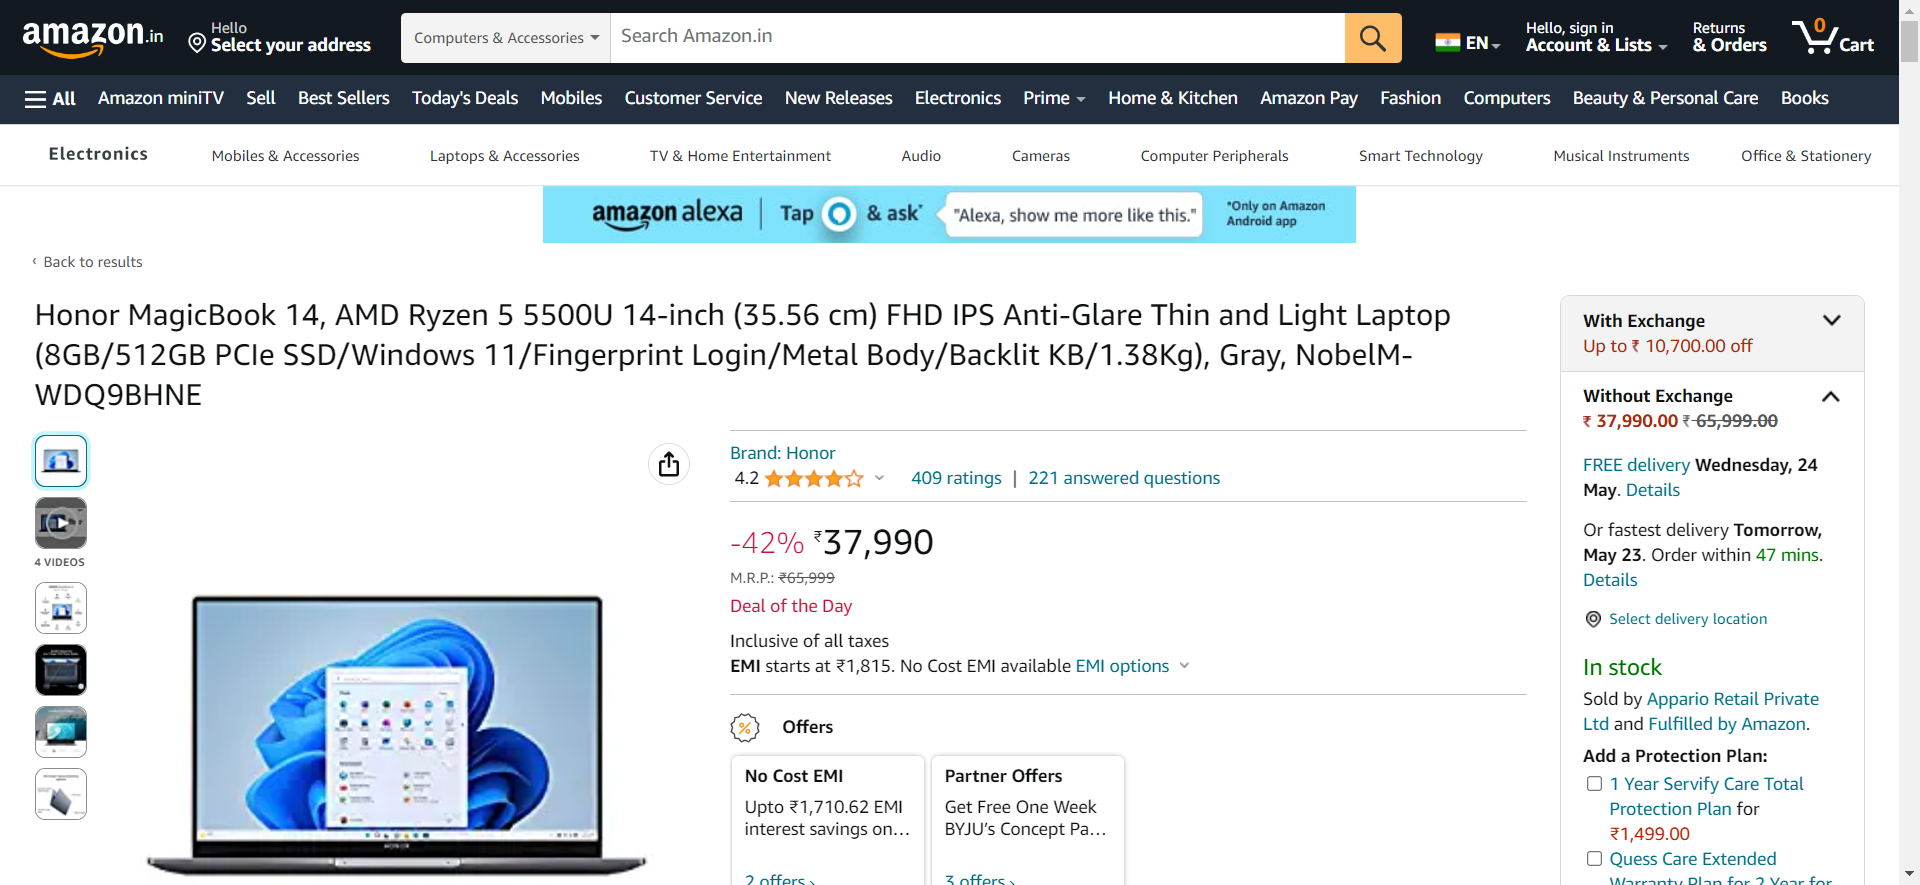 amazon.in
Hello
Select your address
Computers & Accessories
Search Amazon.in
EN
Hello, sign in
Account & Lists
Returns
& Orders
0
Cart
All
Amazon miniTV
Sell
Best Sellers
Today's Deals
Mobiles
Customer Service
New Releases
Electronics
Prime
Home & Kitchen
Amazon Pay
Fashion
Computers
Beauty & Personal Care
Books
Electronics
Mobiles & Accessories
Laptops & Accessories
TV & Home Entertainment
Audio
Cameras
Computer Peripherals
Smart Technology
Musical Instruments
Office & Stationery
amazon alexa | Tap & ask* "Alexa, show me more like this."
*Only on Amazon
Android app
‹ Back to results
Honor MagicBook 14, AMD Ryzen 5 5500U 14-inch (35.56 cm) FHD IPS Anti-Glare Thin and Light Laptop
(8GB/512GB PCIe SSD/Windows 11/Fingerprint Login/Metal Body/Backlit KB/1.38Kg), Gray, NobelM-
WDQ9BHNE
4 VIDEOS
HONOR
Brand: Honor
4.2
409 ratings | 221 answered questions
-42% ₹37,990
M.R.P.: ₹65,999
Deal of the Day
Inclusive of all taxes
EMI starts at ₹1,815. No Cost EMI available EMI options
Offers
No Cost EMI
Upto ₹1,710.62 EMI
interest savings on…
2 offers ›
Partner Offers
Get Free One Week
BYJU's Concept Pa…
3 offers ›
With Exchange
Up to ₹ 10,700.00 off
Without Exchange
₹ 37,990.00 ₹ 65,999.00
FREE delivery Wednesday, 24
May. Details
Or fastest delivery Tomorrow,
May 23. Order within 47 mins.
Details
Select delivery location
In stock
Sold by Appario Retail Private
Ltd and Fulfilled by Amazon.
Add a Protection Plan:
1 Year Servify Care Total
Protection Plan for
₹1,499.00
Quess Care Extended
Warranty Plan for 2 Year for